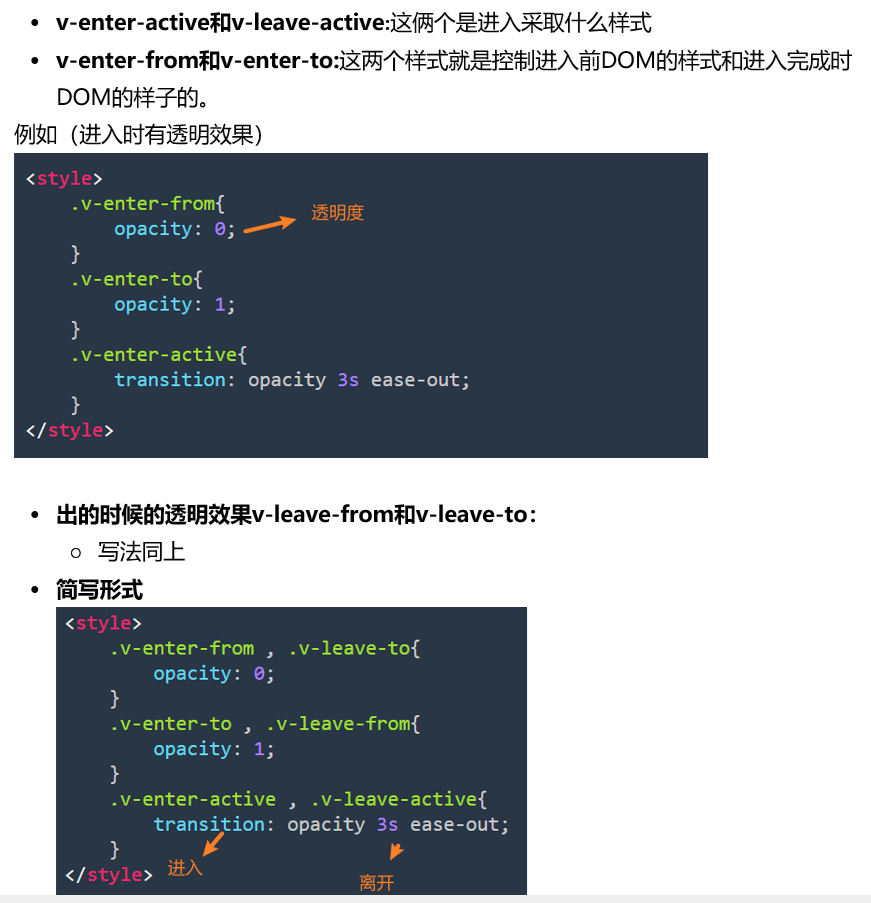 • v-enter-active和v-leave-active:这俩个是进入采取什么样式
• v-enter-from和v-enter-to:这两个样式就是控制进入前DOM的样式和进入完成时
DOM的样子的。
例如（进入时有透明效果）
<style>
.v-enter-from{
opacity: 0; 透明度
}
.v-enter-to{
opacity: 1;
}
.v-enter-active{
transition: opacity 3s ease-out;
}
</style>
• 出的时候的透明效果v-leave-from和v-leave-to：
○ 写法同上
• 简写形式
<style>
.v-enter-from , .v-leave-to{
opacity: 0;
}
.v-enter-to , .v-leave-from{
opacity: 1;
}
.v-enter-active , .v-leave-active{
transition: opacity 3s ease-out;
}
</style> 进入 离开